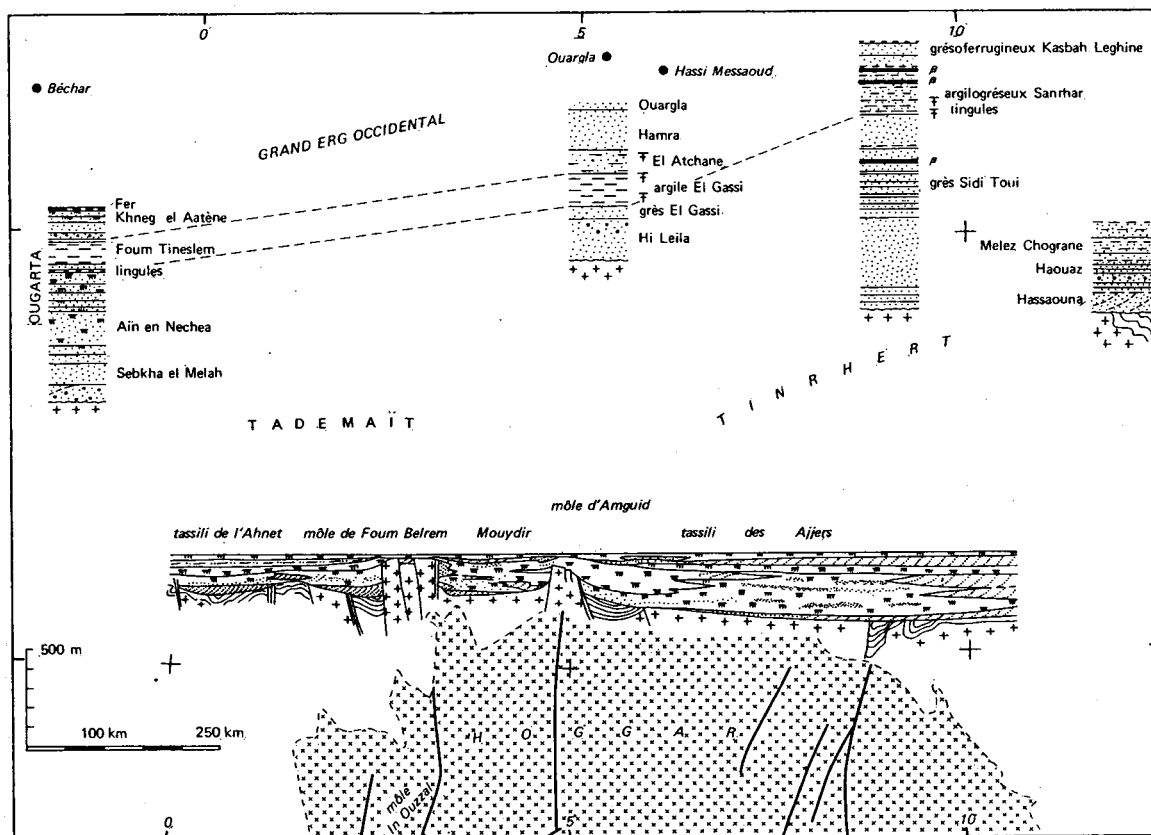 0
5
10
Ouargla
Hassi Messaoud
Béchar
GRAND ERG OCCIDENTAL
grésoferrugineux Kasbah Leghine
β
β
argilogréseux Sanrhar
lingules
β
grès Sidi Toui
Ouargla
Hamra
El Atchane
argile El Gassi
grès El Gassi
Hi Leila
OUGARTA
Fer
Khneg el Aatène
Foum Tineslem
lingules
Aïn en Nechea
Sebkha el Melah
Melez Chograne
Haouaz
Hassaouna
TADEMAÏT
TINRHERT
môle d'Amguid
tassili de l'Ahnet môle de Foum Belrem Mouydir tassili des Ajjers
500 m
100 km 250 km
HOGGAR
môle
In Ouzzal
0
5
10